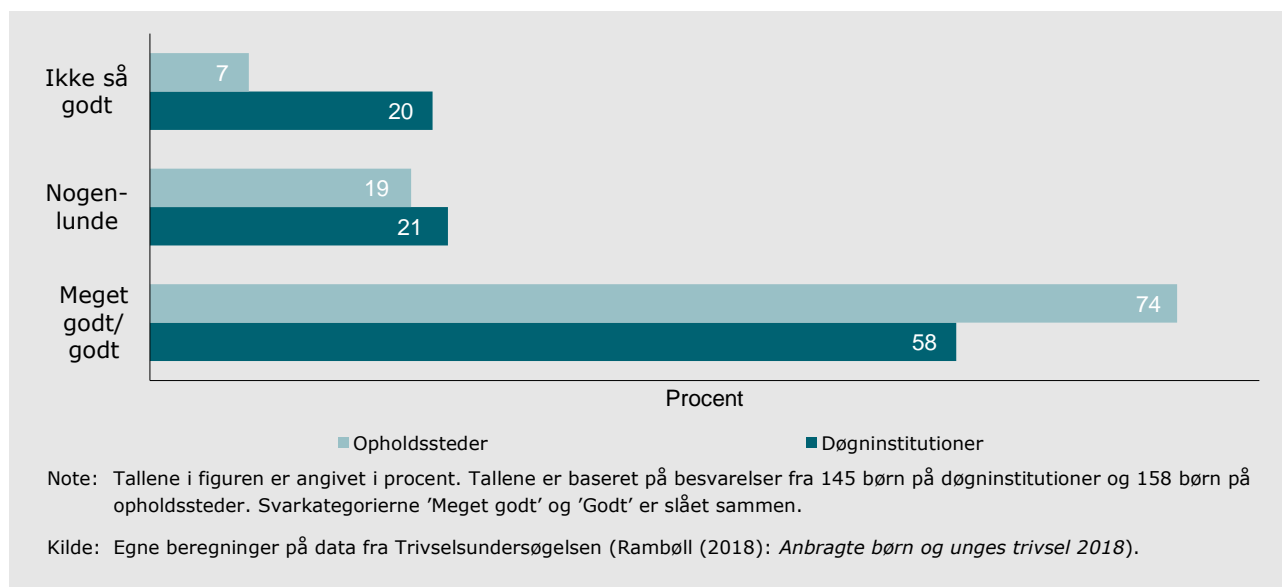 Ikke så
godt
7
20
Nogen-
lunde
19
21
Meget
godt/
godt
74
58
Procent
Opholdssteder
Døgninstitutioner
Note: Tallene i figuren er angivet i procent. Tallene er baseret på besvarelser fra 145 børn på døgninstitutioner og 158 børn på
opholdssteder. Svarkategorierne ’Meget godt’ og ’Godt’ er slået sammen.
Kilde: Egne beregninger på data fra Trivselsundersøgelsen (Rambøll (2018): Anbragte børn og unges trivsel 2018).